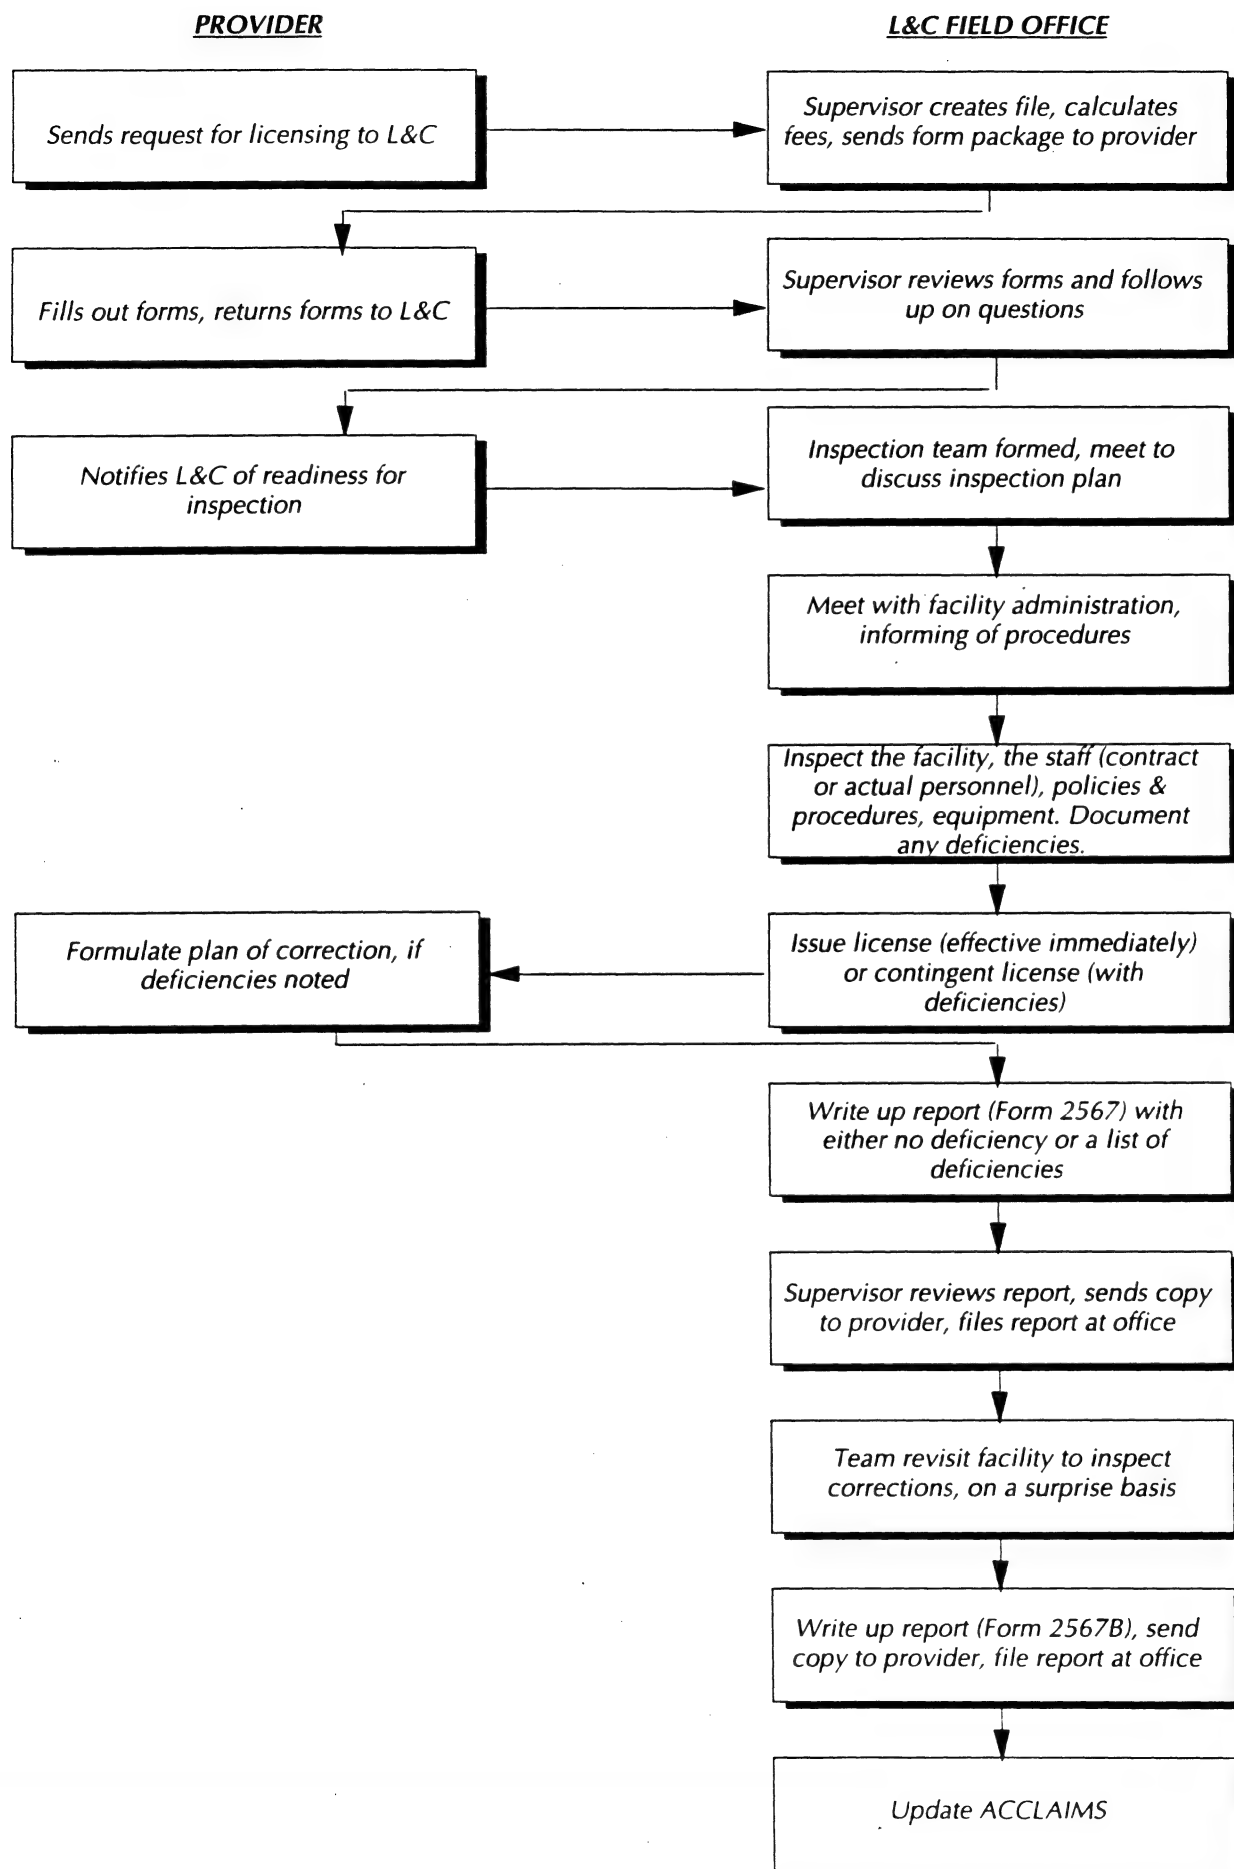 PROVIDER
L&C FIELD OFFICE
Sends request for licensing to L&C
Supervisor creates file, calculates
fees, sends form package to provider
Fills out forms, returns forms to L&C
Supervisor reviews forms and follows
up on questions
Notifies L&C of readiness for
inspection
Inspection team formed, meet to
discuss inspection plan
Meet with facility administration,
informing of procedures
Inspect the facility, the staff (contract
or actual personnel), policies &
procedures, equipment. Document
any deficiencies.
Formulate plan of correction, if
deficiencies noted
Issue license (effective immediately)
or contingent license (with
deficiencies)
Write up report (Form 2567) with
either no deficiency or a list of
deficiencies
Supervisor reviews report, sends copy
to provider, files report at office
Team revisit facility to inspect
corrections, on a surprise basis
Write up report (Form 2567B), send
copy to provider, file report at office
Update ACCLAIMS